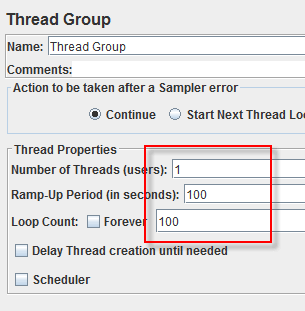 Thread Group
Name: Thread Group
Comments:
Action to be taken after a Sampler error
Continue Start Next Thread Loo
Thread Properties
Number of Threads (users): 1
Ramp-Up Period (in seconds): 100
Loop Count: Forever 100
Delay Thread creation until needed
Scheduler